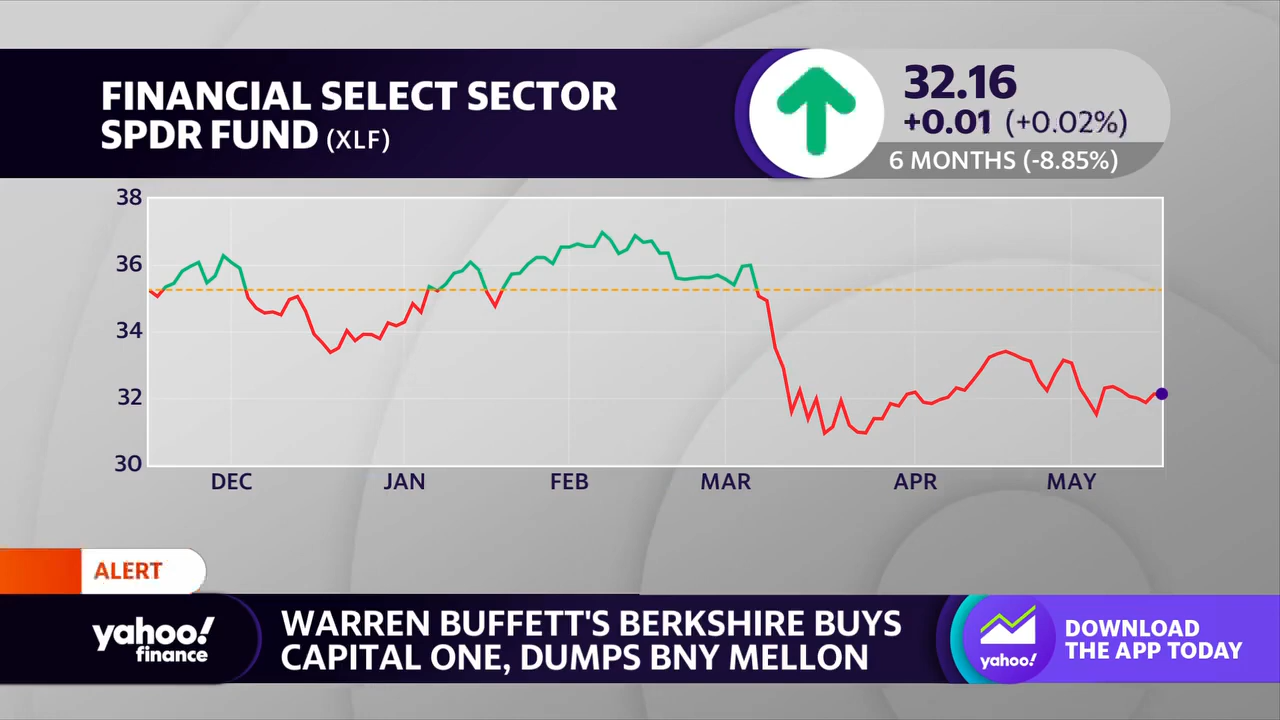 FINANCIAL SELECT SECTOR
SPDR FUND (XLF)
32.16
+0.01 (+0.02%)
6 MONTHS (-8.85%)
38
36
34
32
30
DEC JAN FEB MAR APR MAY
ALERT
yahoo!
finance
WARREN BUFFETT'S BERKSHIRE BUYS
CAPITAL ONE, DUMPS BNY MELLON
yahoo!
DOWNLOAD
THE APP TODAY